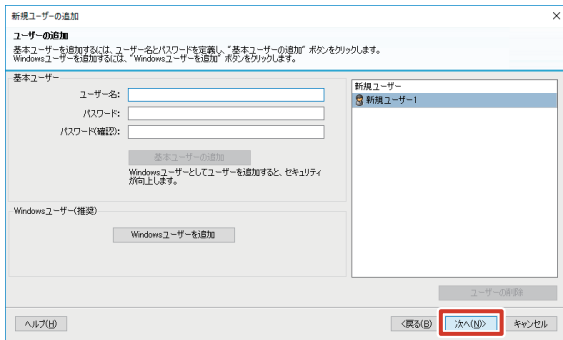 新規ユーザーの追加
ユーザーの追加
基本ユーザーを追加するには、ユーザー名とパスワードを定義し、"基本ユーザーの追加" ボタンをクリックします。
Windowsユーザーを追加するには、"Windowsユーザーを追加" ボタンをクリックします。
基本ユーザー
ユーザー名:
パスワード:
パスワード(確認):
基本ユーザーの追加
Windowsユーザーとしてユーザーを追加すると、セキュリティ
が向上します。
Windowsユーザー(推奨)
Windowsユーザーを追加
新規ユーザー
新規ユーザー1
ユーザーの削除
ヘルプ(H)
<戻る(B)
次へ(N)>
キャンセル